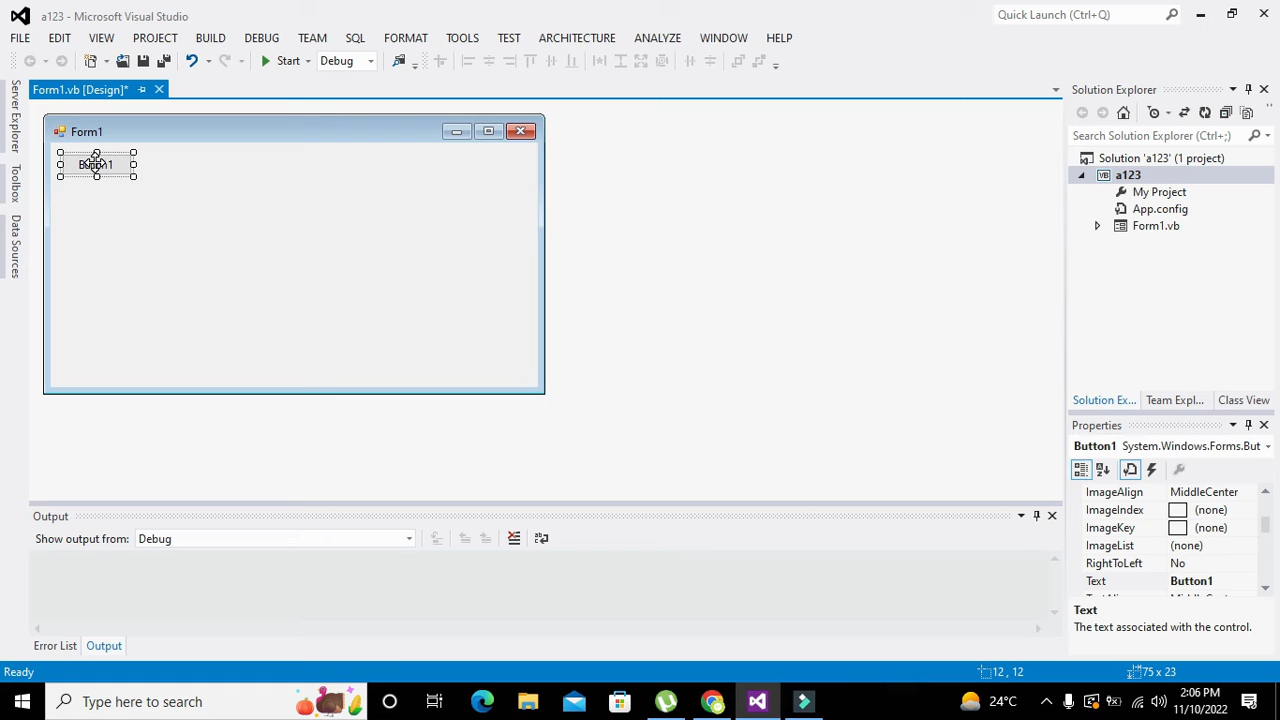 a123 - Microsoft Visual Studio
Quick Launch (Ctrl+Q)
FILE EDIT VIEW PROJECT BUILD DEBUG TEAM SQL FORMAT TOOLS TEST ARCHITECTURE ANALYZE WINDOW HELP
Start Debug
Server Explorer
Toolbox
Data Sources
Form1.vb [Design]*
Form1
Button1
Solution Explorer
Search Solution Explorer (Ctrl+;)
Solution 'a123' (1 project)
VB a123
My Project
App.config
Form1.vb
Solution Ex... Team Expl... Class View
Properties
Button1 System.Windows.Forms.But
ImageAlign MiddleCenter
ImageIndex (none)
ImageKey (none)
ImageList (none)
RightToLeft No
Text Button1
Text
The text associated with the control.
Output
Show output from: Debug
Error List Output
Ready
12 , 12
75 x 23
Type here to search
24°C
2:06 PM
11/10/2022